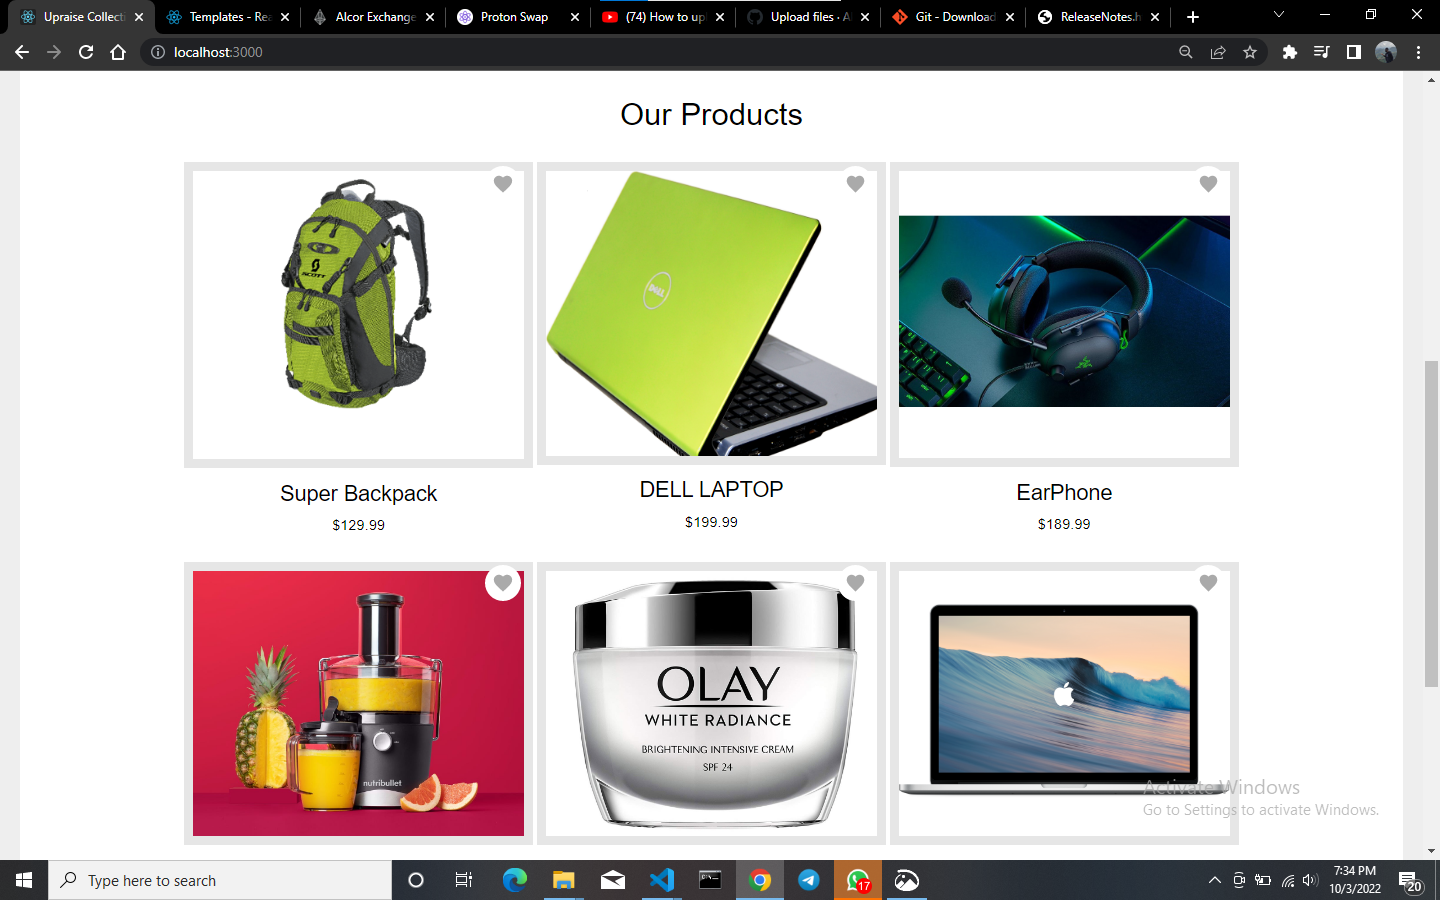 Upraise Collecti
Templates - Rea
Alcor Exchange
Proton Swap
(74) How to up
Upload files · A
Git - Download
ReleaseNotes.h
localhost:3000
Our Products
SCOTT
DELL
Super Backpack
DELL LAPTOP
EarPhone
$129.99
$199.99
$189.99
nutribullet
OLAY
WHITE RADIANCE
BRIGHTENING INTENSIVE CREAM
SPF 24
Activate Windows
Go to Settings to activate Windows.
Type here to search
17
7:34 PM
10/3/2022
20